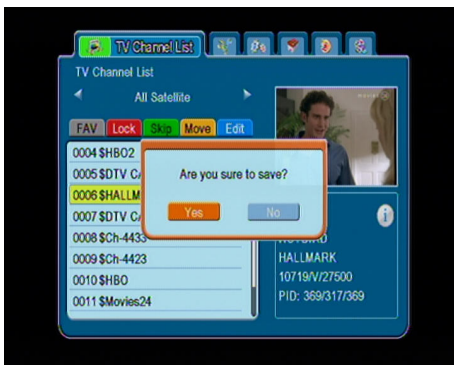 TV Channel List
TV Channel List
All Satellite
FAV Lock Skip Move Edit
0004 $HBO2
0005 $DTV
0006 $HALLM
0007 $DTV
0008 $Ch-4433
0009 $Ch-4423
0010 $HBO
0011 $Movies24
Are you sure to save?
Yes No
HALLMARK
10719/V/27500
PID: 369/317/369